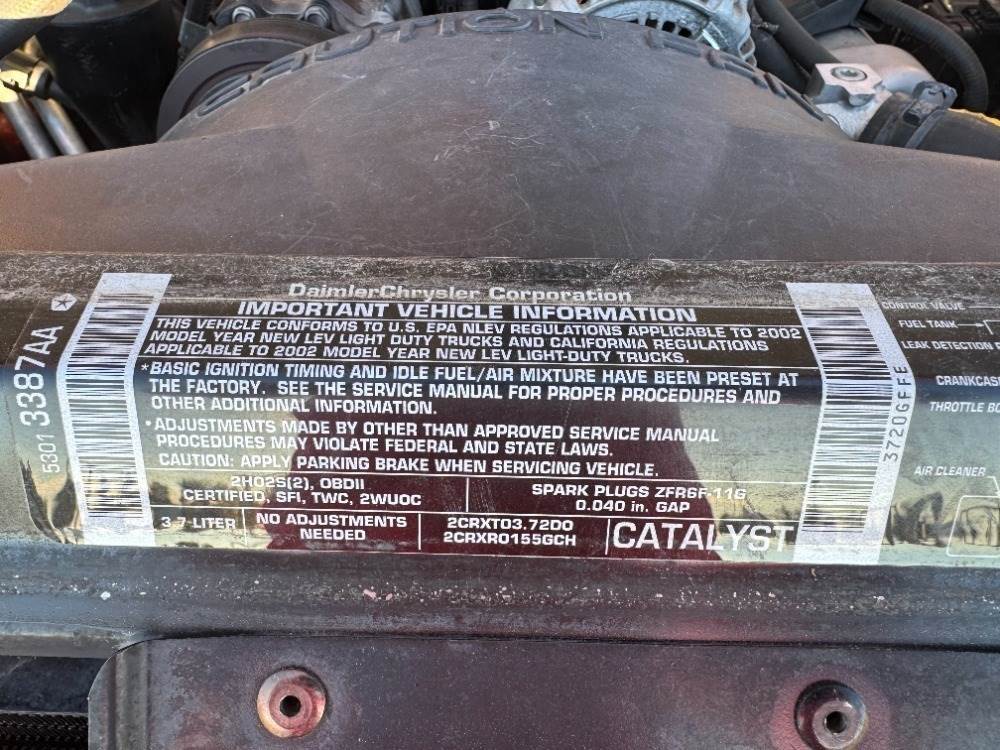 CAUTION FAN
DaimlerChrysler Corporation
IMPORTANT VEHICLE INFORMATION
THIS VEHICLE CONFORMS TO U.S. EPA NLEV REGULATIONS APPLICABLE TO 2002
MODEL YEAR NEW LEV LIGHT DUTY TRUCKS AND CALIFORNIA REGULATIONS
APPLICABLE TO 2002 MODEL YEAR NEW LEV LIGHT-DUTY TRUCKS.
*BASIC IGNITION TIMING AND IDLE FUEL/AIR MIXTURE HAVE BEEN PRESET AT
THE FACTORY. SEE THE SERVICE MANUAL FOR PROPER PROCEDURES AND
OTHER ADDITIONAL INFORMATION.
*ADJUSTMENTS MADE BY OTHER THAN APPROVED SERVICE MANUAL
PROCEDURES MAY VIOLATE FEDERAL AND STATE LAWS.
CAUTION: APPLY PARKING BRAKE WHEN SERVICING VEHICLE.
2HO2S(2), OBDII
CERTIFIED, SFI, TWC, 2WUOC
SPARK PLUGS ZFR6F-11G
0.040 in. GAP
3.7 LITER
NO ADJUSTMENTS
NEEDED
2CRXT03.72D0
2CRXR0155GCH
CATALYST
5301 3387AA
3720GFFE
CONTROL VALVE
FUEL TANK
LEAK DETECTION
CRANKCAS
THROTTLE BO
AIR CLEANER